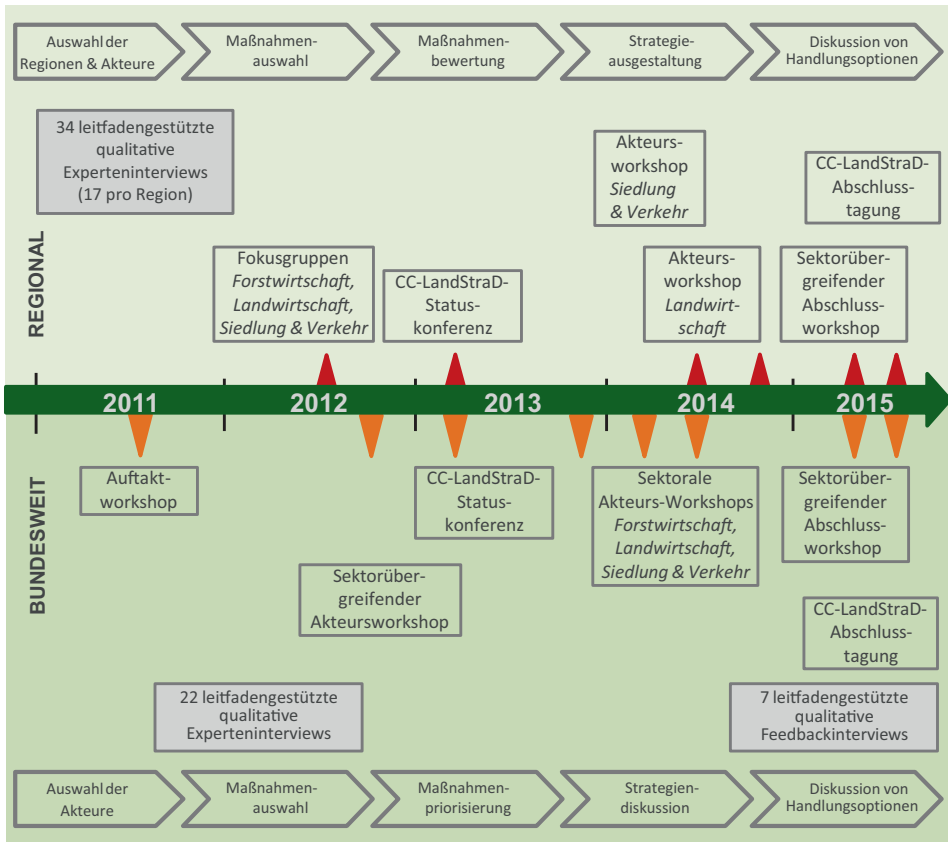 Auswahl der
Regionen & Akteure
Maßnahmen-
auswahl
Maßnahmen-
bewertung
Strategie-
ausgestaltung
Diskussion von
Handlungsoptionen
REGIONAL
34 leitfadengestützte
qualitative
Experteninterviews
(17 pro Region)
Fokusgruppen
Forstwirtschaft,
Landwirtschaft,
Siedlung & Verkehr
CC-LandStraD-
Status-
konferenz
Akteurs-
workshop
Siedlung
& Verkehr
Akteurs-
workshop
Landwirt-
schaft
CC-LandStraD-
Abschluss-
tagung
Sektorüber-
greifender
Abschluss-
workshop
2011
2012
2013
2014
2015
BUNDESWEIT
Auftakt-
workshop
Sektorüber-
greifender
Akteursworkshop
CC-LandStraD-
Status-
konferenz
Sektorale
Akteurs-Workshops
Forstwirtschaft,
Landwirtschaft,
Siedlung & Verkehr
Sektorüber-
greifender
Abschluss-
workshop
CC-LandStraD-
Abschluss-
tagung
22 leitfadengestützte
qualitative
Experteninterviews
7 leitfadengestützte
qualitative
Feedbackinterviews
Auswahl der
Akteure
Maßnahmen-
auswahl
Maßnahmen-
priorisierung
Strategien-
diskussion
Diskussion von
Handlungsoptionen